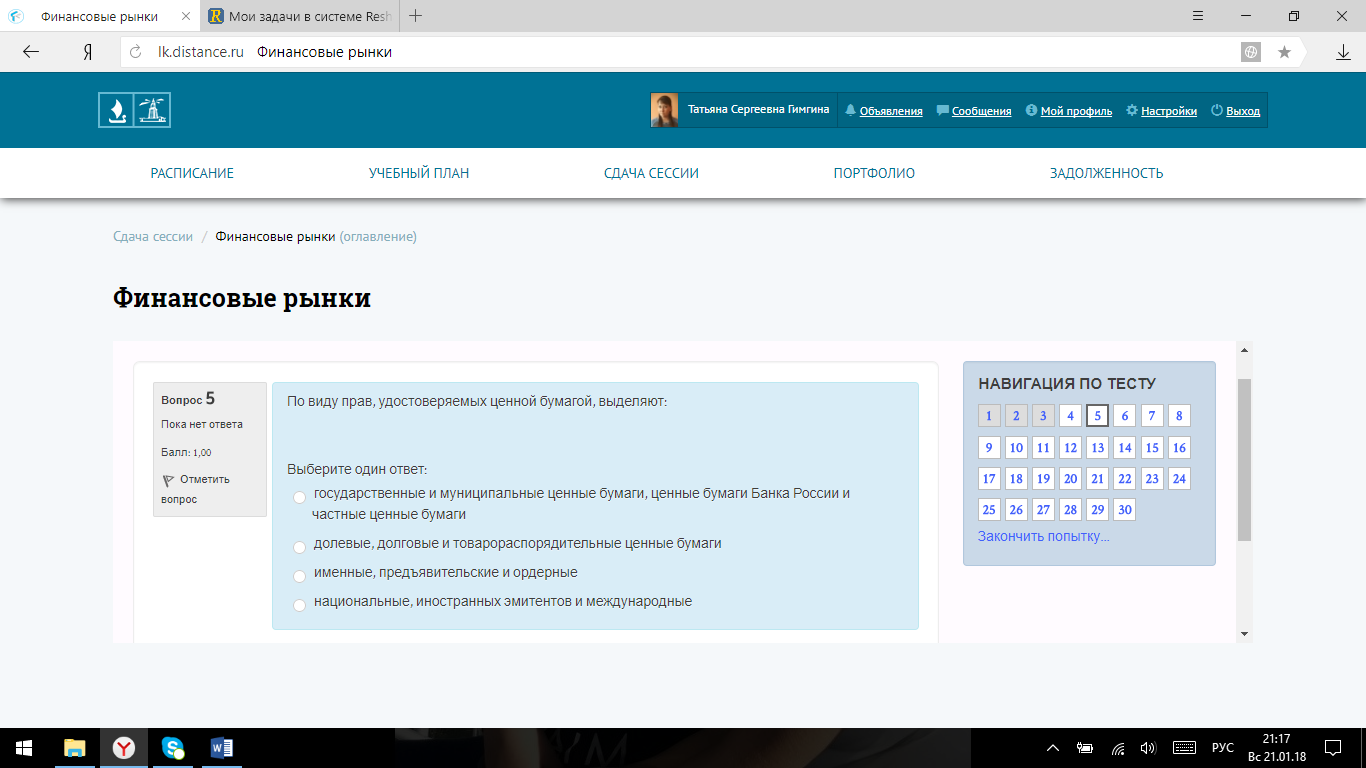 Финансовые рынки
Мои задачи в системе Resh
Я
lk.distance.ru Финансовые рынки
Татьяна Сергеевна Гимгина Объявления Сообщения Мой профиль Настройки Выход
РАСПИСАНИЕ УЧЕБНЫЙ ПЛАН СДАЧА СЕССИИ ПОРТФОЛИО ЗАДОЛЖЕННОСТЬ
Сдача сессии / Финансовые рынки (оглавление)
Финансовые рынки
Вопрос 5
Пока нет ответа
Балл: 1,00
Отметить
вопрос
По виду прав, удостоверяемых ценной бумагой, выделяют:
Выберите один ответ:
государственные и муниципальные ценные бумаги, ценные бумаги Банка России и
частные ценные бумаги
долевые, долговые и товарораспорядительные ценные бумаги
именные, предъявительские и ордерные
национальные, иностранных эмитентов и международные
НАВИГАЦИЯ ПО ТЕСТУ
1 2 3 4 5 6 7 8
9 10 11 12 13 14 15 16
17 18 19 20 21 22 23 24
25 26 27 28 29 30
Закончить попытку...
РУС
21:17
Вс 21.01.18